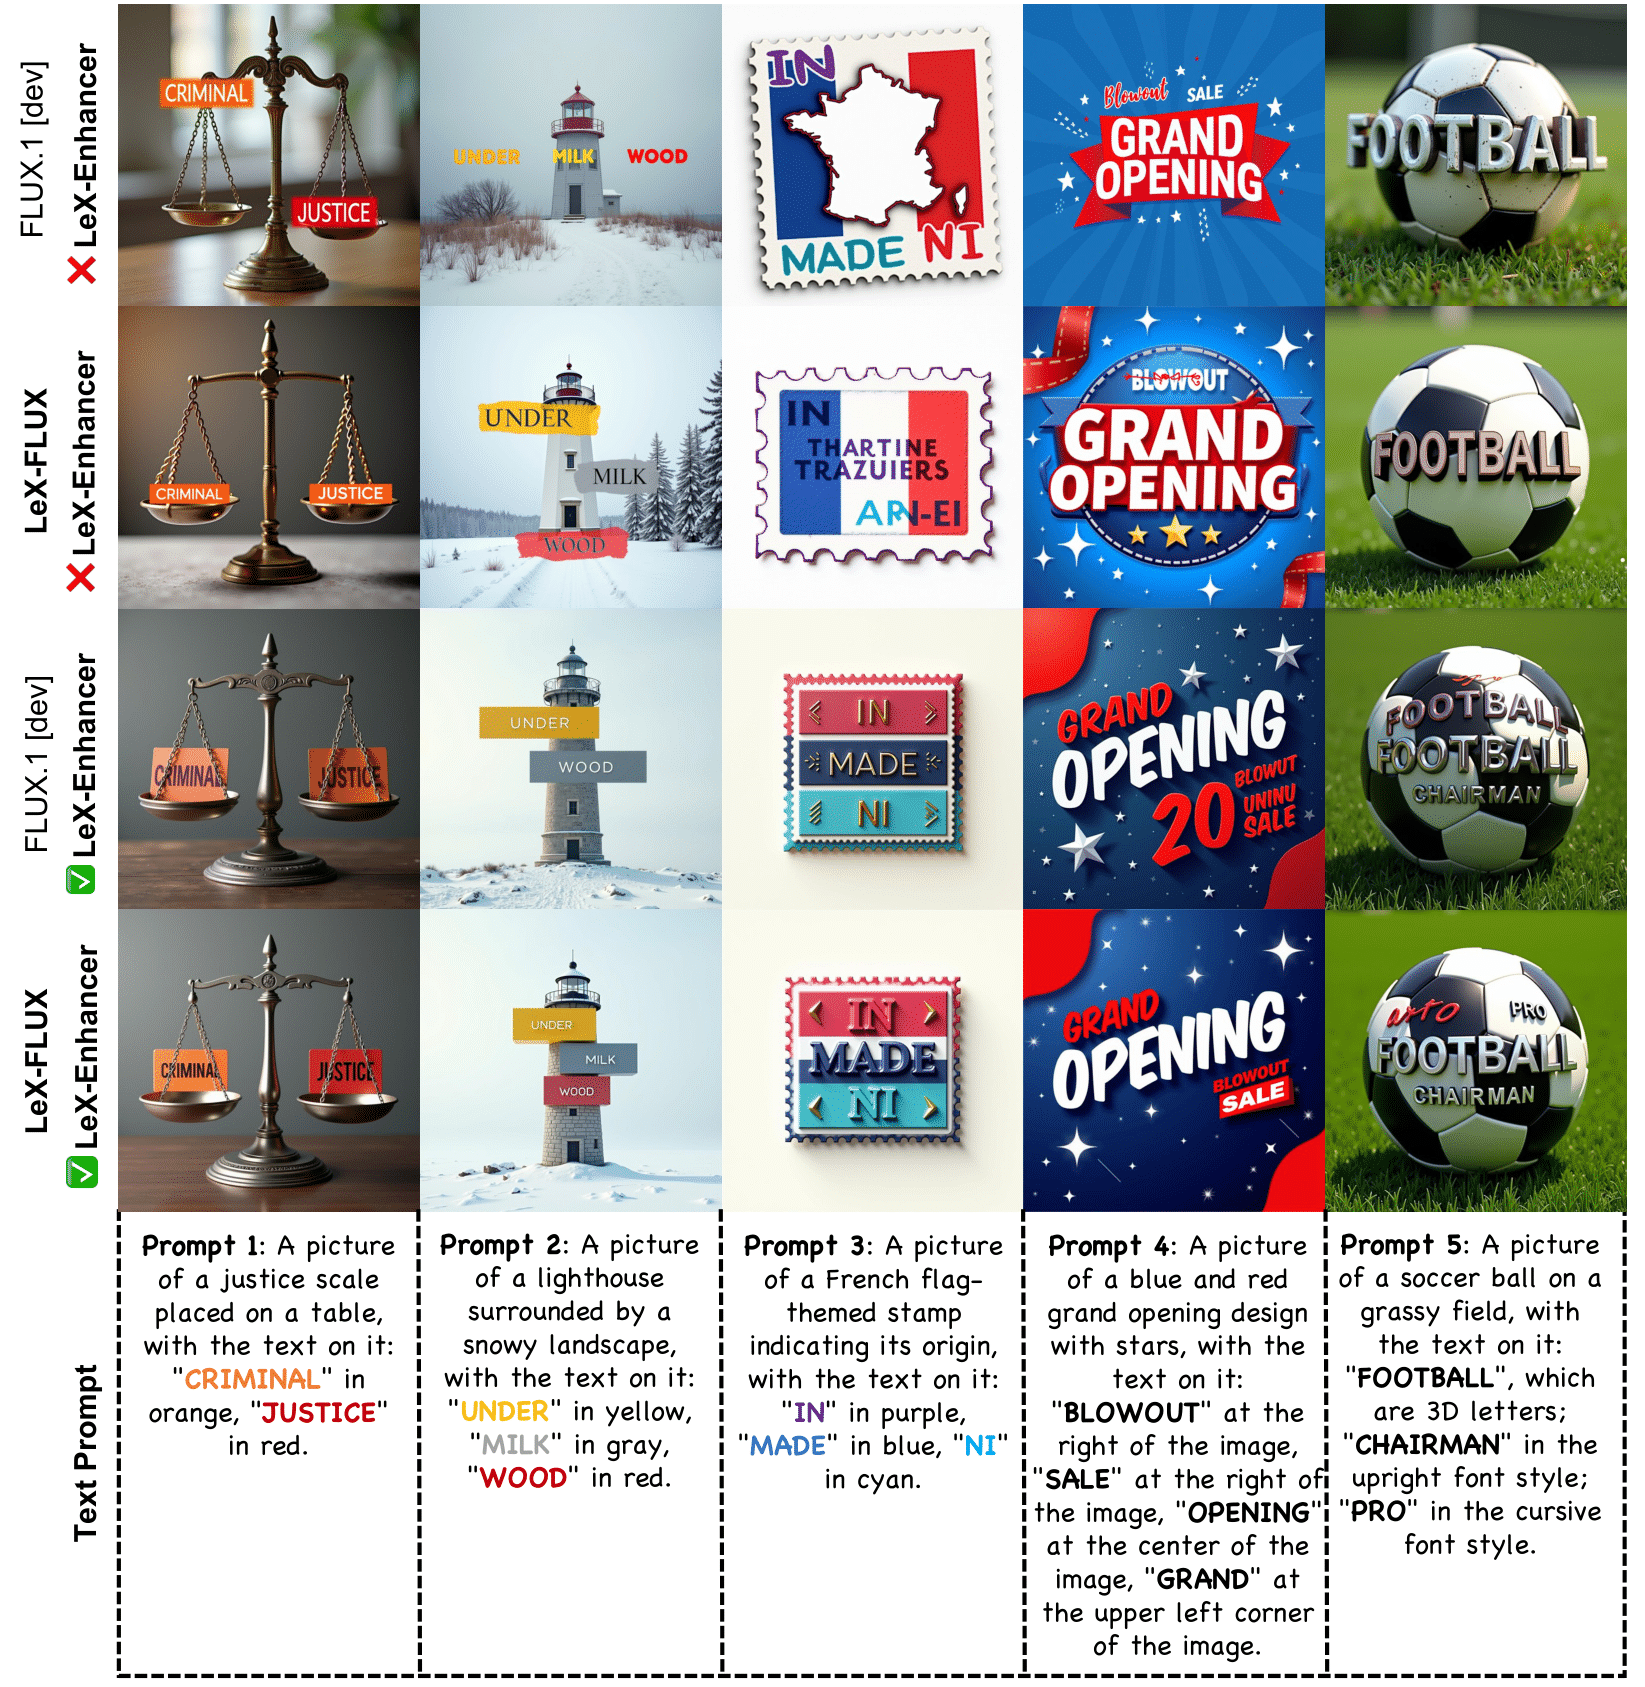 FLUX.1 [dev]
LeX-Enhancer
CRIMINAL
JUSTICE
UNDER MILK WOOD
IN
MADE NI
Blowout SALE
GRAND
OPENING
FOOTBALL
LeX-FLUX
LeX-Enhancer
CRIMINAL JUSTICE
UNDER
MILK
WOOD
IN
THARTINE
TRAZUIERS
BLOWOUT
GRAND
OPENING
FOOTBALL
FLUX.1 [dev]
LeX-Enhancer
CRIMINAL JUSTICE
UNDER
WOOD
IN
MADE
NI
GRAND
OPENING
20
BLOWUT
UNINU
SALE
FOOTBALL
FOOTBALL
CHAIRMAN
LeX-FLUX
LeX-Enhancer
CRIMINAL JUSTICE
UNDER
MILK
WOOD
IN
MADE
NI
GRAND
OPENING
BLOWOUT
SALE
PRO
FOOTBALL
CHAIRMAN
Text Prompt
Prompt 1: A picture
of a justice scale
placed on a table,
with the text on it:
"CRIMINAL" in
orange, "JUSTICE"
in red.
Prompt 2: A picture
of a lighthouse
surrounded by a
snowy landscape,
with the text on it:
"UNDER" in yellow,
"MILK" in gray,
"WOOD" in red.
Prompt 3: A picture
of a French flag-
themed stamp
indicating its origin,
with the text on it:
"IN" in purple,
"MADE" in blue, "NI"
in cyan.
Prompt 4: A picture
of a blue and red
grand opening design
with stars, with the
text on it:
"BLOWOUT" at the
right of the image,
"SALE" at the right of
the image, "OPENING"
at the center of the
image, "GRAND" at
the upper left corner
of the image.
Prompt 5: A picture
of a soccer ball on a
grassy field, with
the text on it:
"FOOTBALL", which
are 3D letters;
"CHAIRMAN" in the
upright font style;
"PRO" in the cursive
font style.